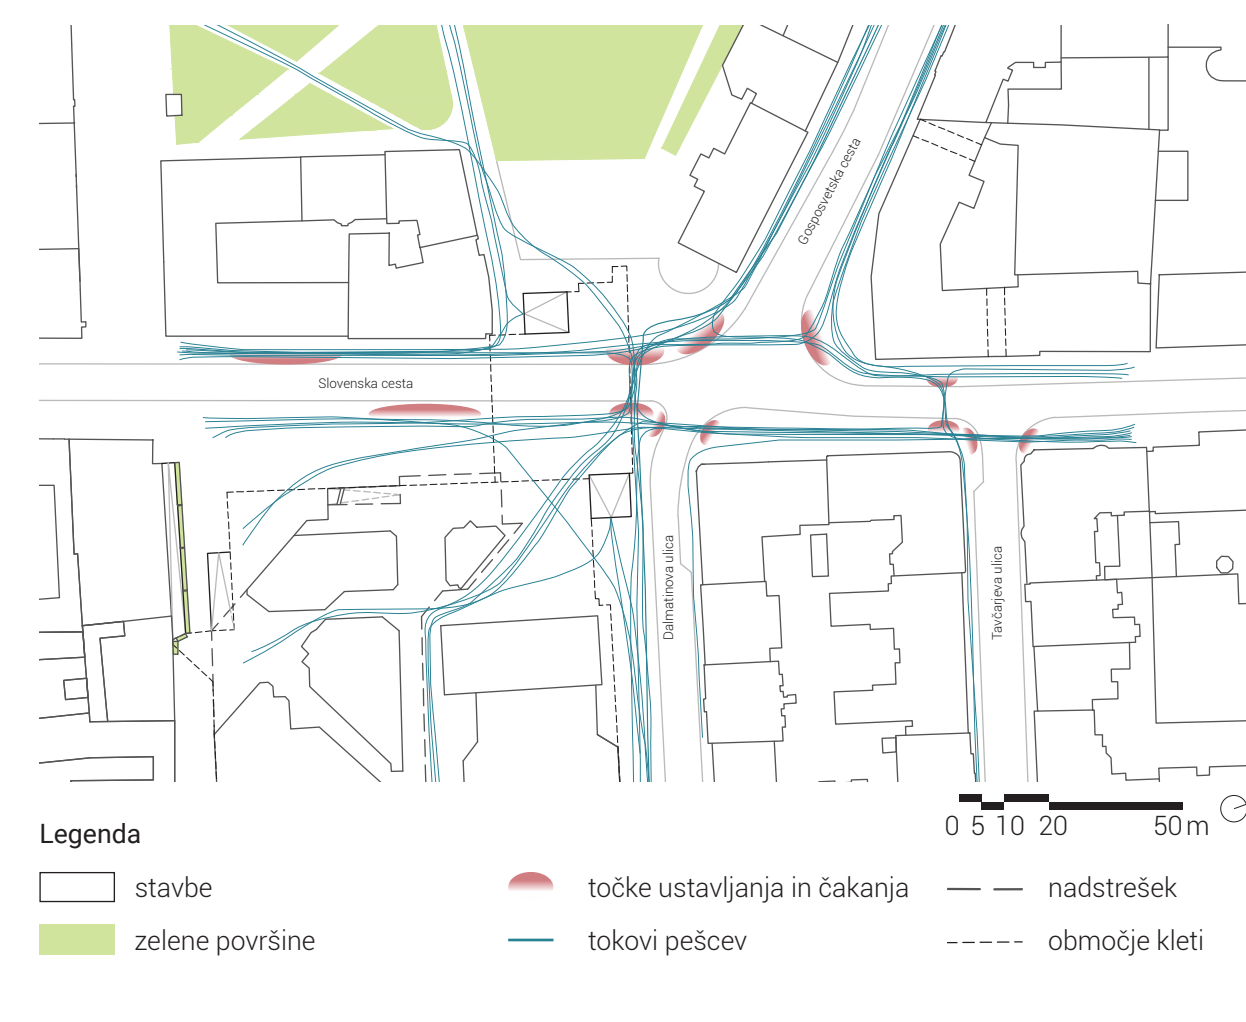 Gosposvetska cesta
Slovenska cesta
Dalmatinova ulica
Tavčarjeva ulica
0 5 10 20 50 m
Legenda
stavbe
zelene površine
točke ustavljanja in čakanja
tokovi pešcev
nadstrešek
območje kleti